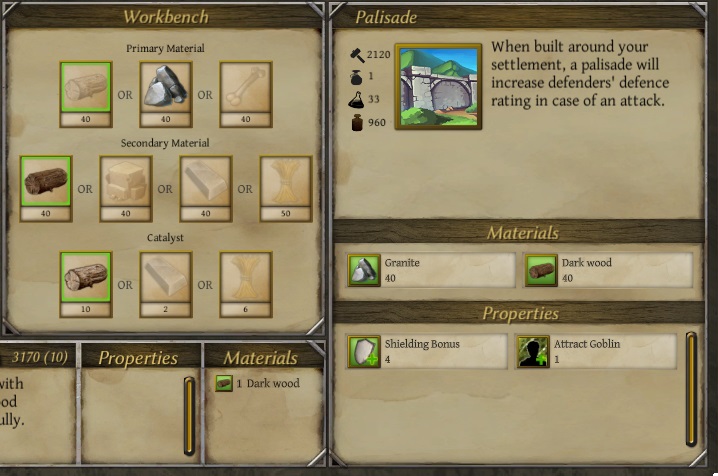 Workbench
Primary Material
OR OR
40 40 40
Secondary Material
OR OR OR
40 40 40 50
Catalyst
OR OR
10 2 6
3170 (10)
with
ood
ully.
Properties
Materials
1 Dark wood
Palisade
2120
1
33
960
When built around your
settlement, a palisade will
increase defenders' defence
rating in case of an attack.
Materials
Granite
40
Dark wood
40
Properties
Shielding Bonus
4
Attract Goblin
1